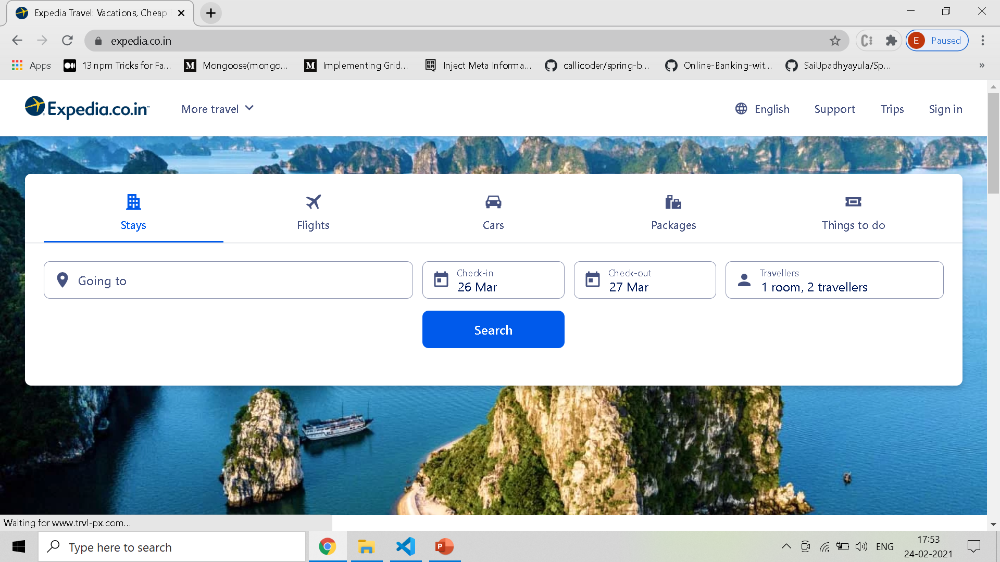 Expedia Travel: Vacations, Cheap
expedia.co.in
E Paused
Apps
13 npm Tricks for Fa...
Mongoose(mongo...
Implementing Grid...
Inject Meta Informa...
callicoder/spring-b...
Online-Banking-wit...
SaiUpadhyayula/Sp...
»
Expedia.co.in
More travel
English
Support
Trips
Sign in
Stays
Flights
Cars
Packages
Things to do
Going to
Check-in
26 Mar
Check-out
27 Mar
Travellers
1 room, 2 travellers
Search
Waiting for www.trvl-px.com...
Type here to search
ENG
17:53
24-02-2021